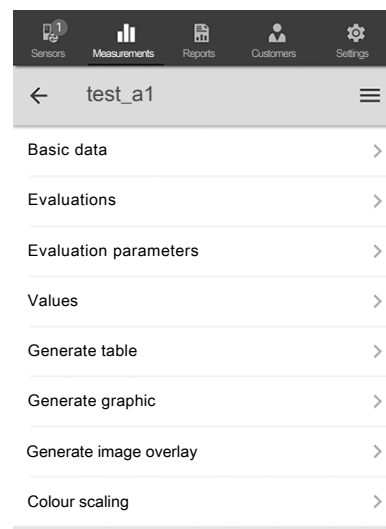 1
Sensors Measurements Reports Customers Settings
test_a1
Basic data
Evaluations
Evaluation parameters
Values
Generate table
Generate graphic
Generate image overlay
Colour scaling